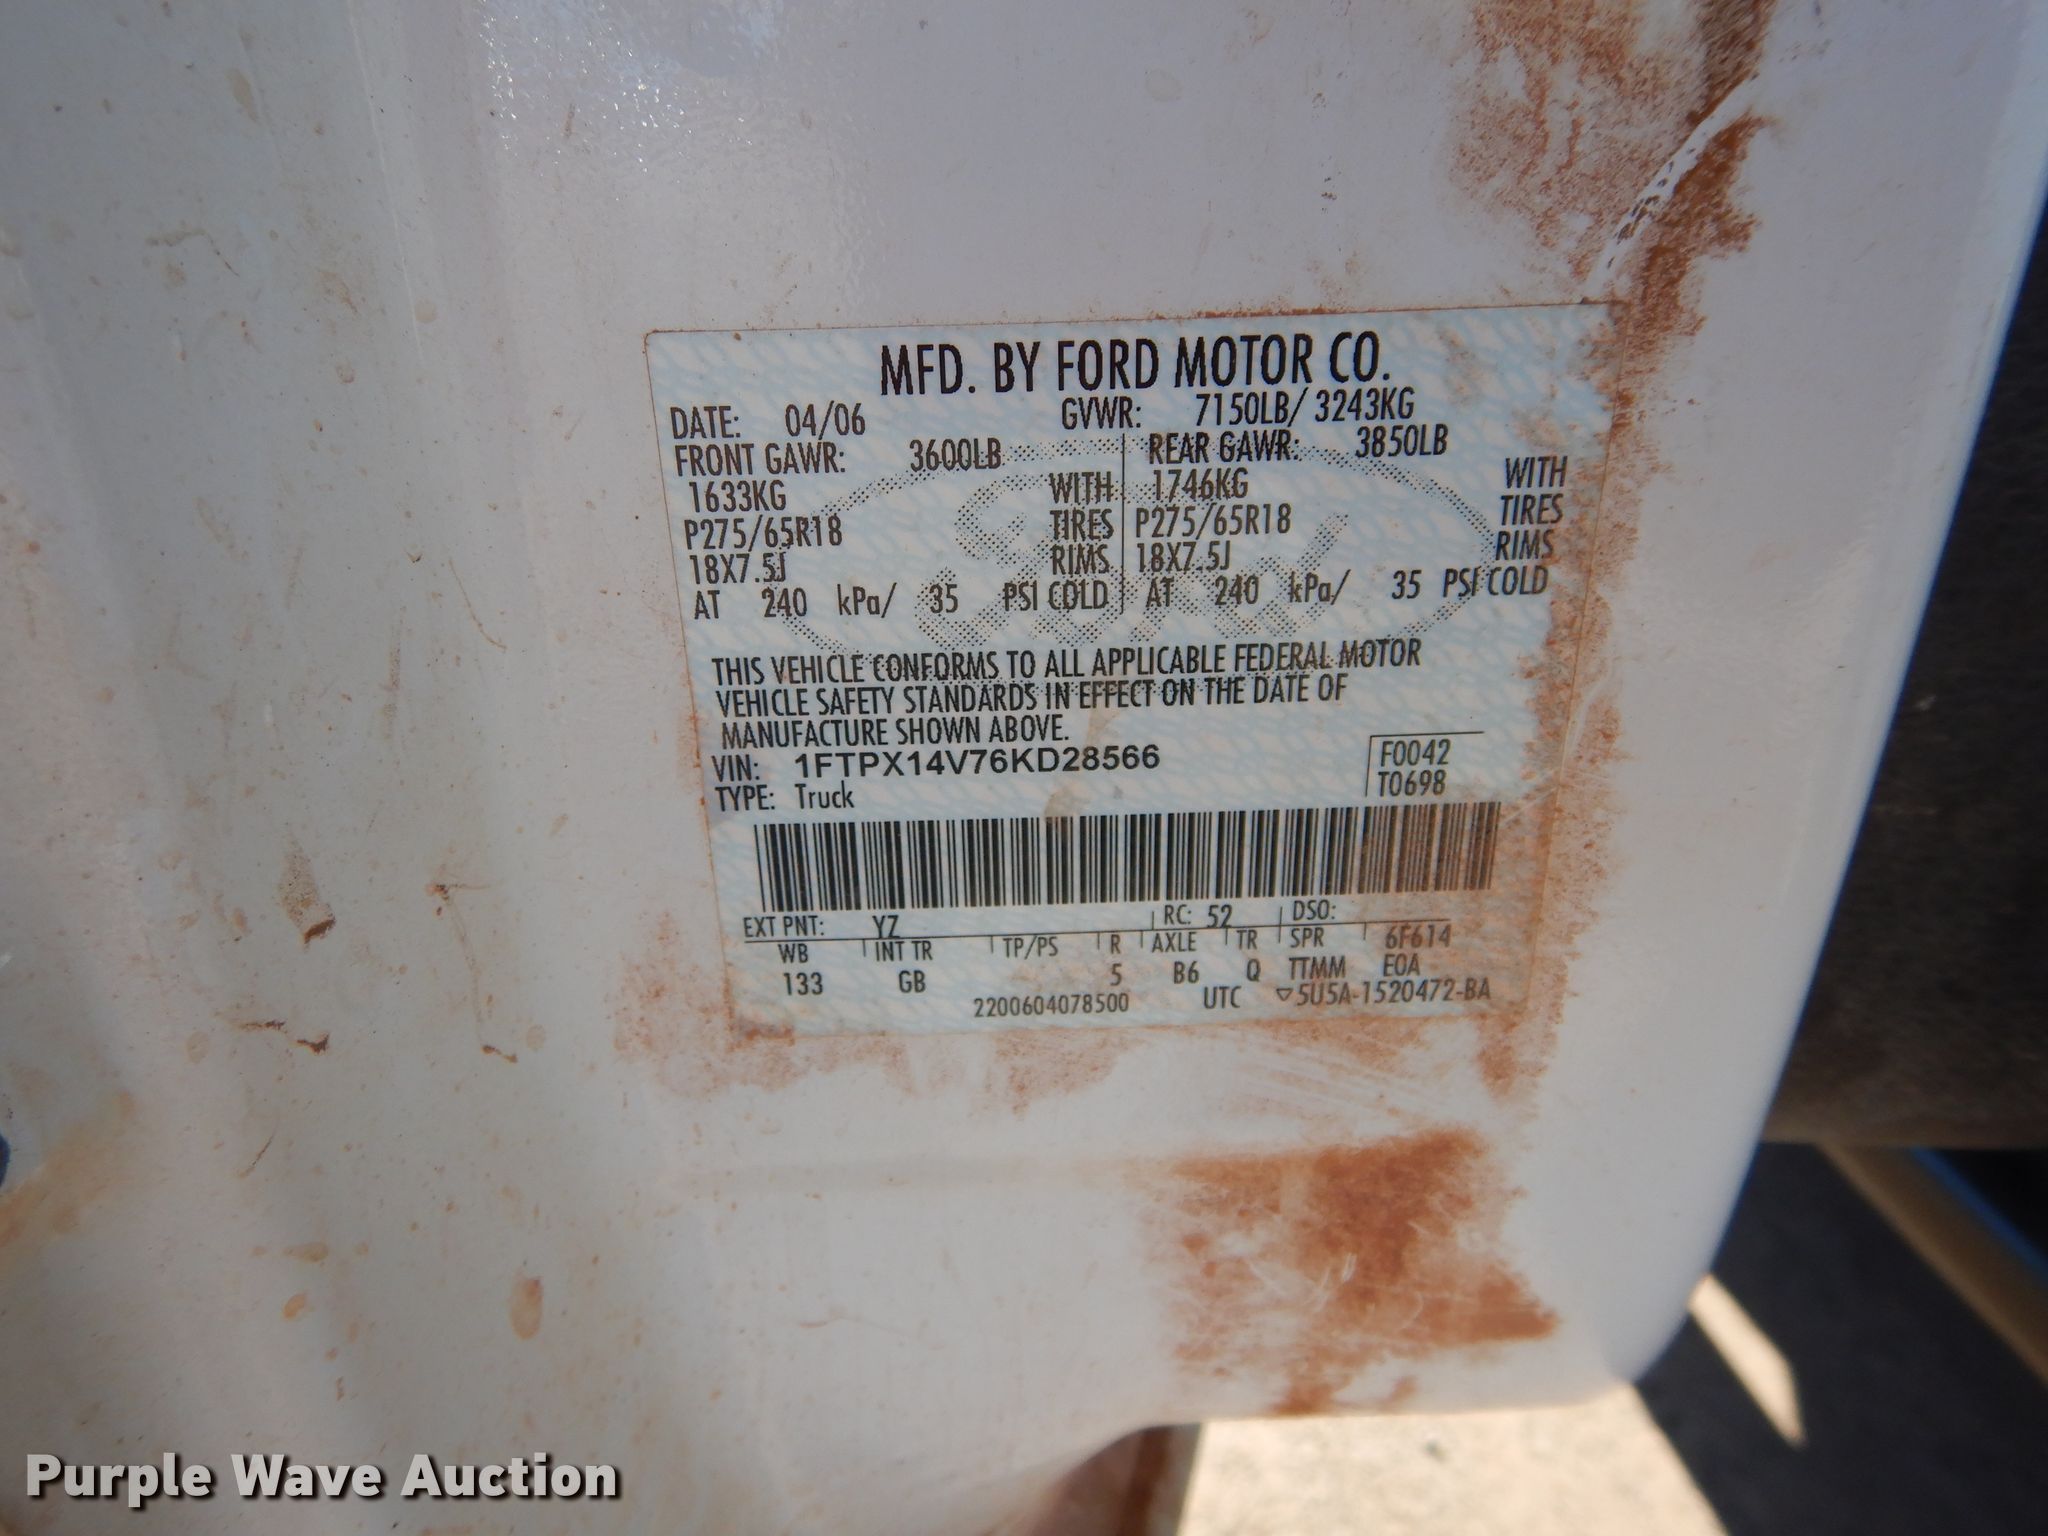 MFD. BY FORD MOTOR CO.
DATE: 04/06 GVWR: 7150LB/ 3243KG
FRONT GAWR: 3600LB REAR GAWR: 3850LB
1633KG WITH 1746KG WITH
P275/65R18 TIRES P275/65R18 TIRES
18X7.5J RIMS 18X7.5J RIMS
AT 240 kPa/ 35 PSI COLD AT 240 kPa/ 35 PSI COLD
THIS VEHICLE CONFORMS TO ALL APPLICABLE FEDERAL MOTOR
VEHICLE SAFETY STANDARDS IN EFFECT ON THE DATE OF
MANUFACTURE SHOWN ABOVE.
VIN: 1FTPX14V76KD28566 F0042
TYPE: Truck T0698
EXT PNT: YZ RC: 52 DSO:
WB INT TR TP/PS R AXLE TR SPR 6F614
133 GB 5 B6 Q TTMM E0A
2200604078500 UTC ▽5U5A-1520472-BA
Purple Wave Auction